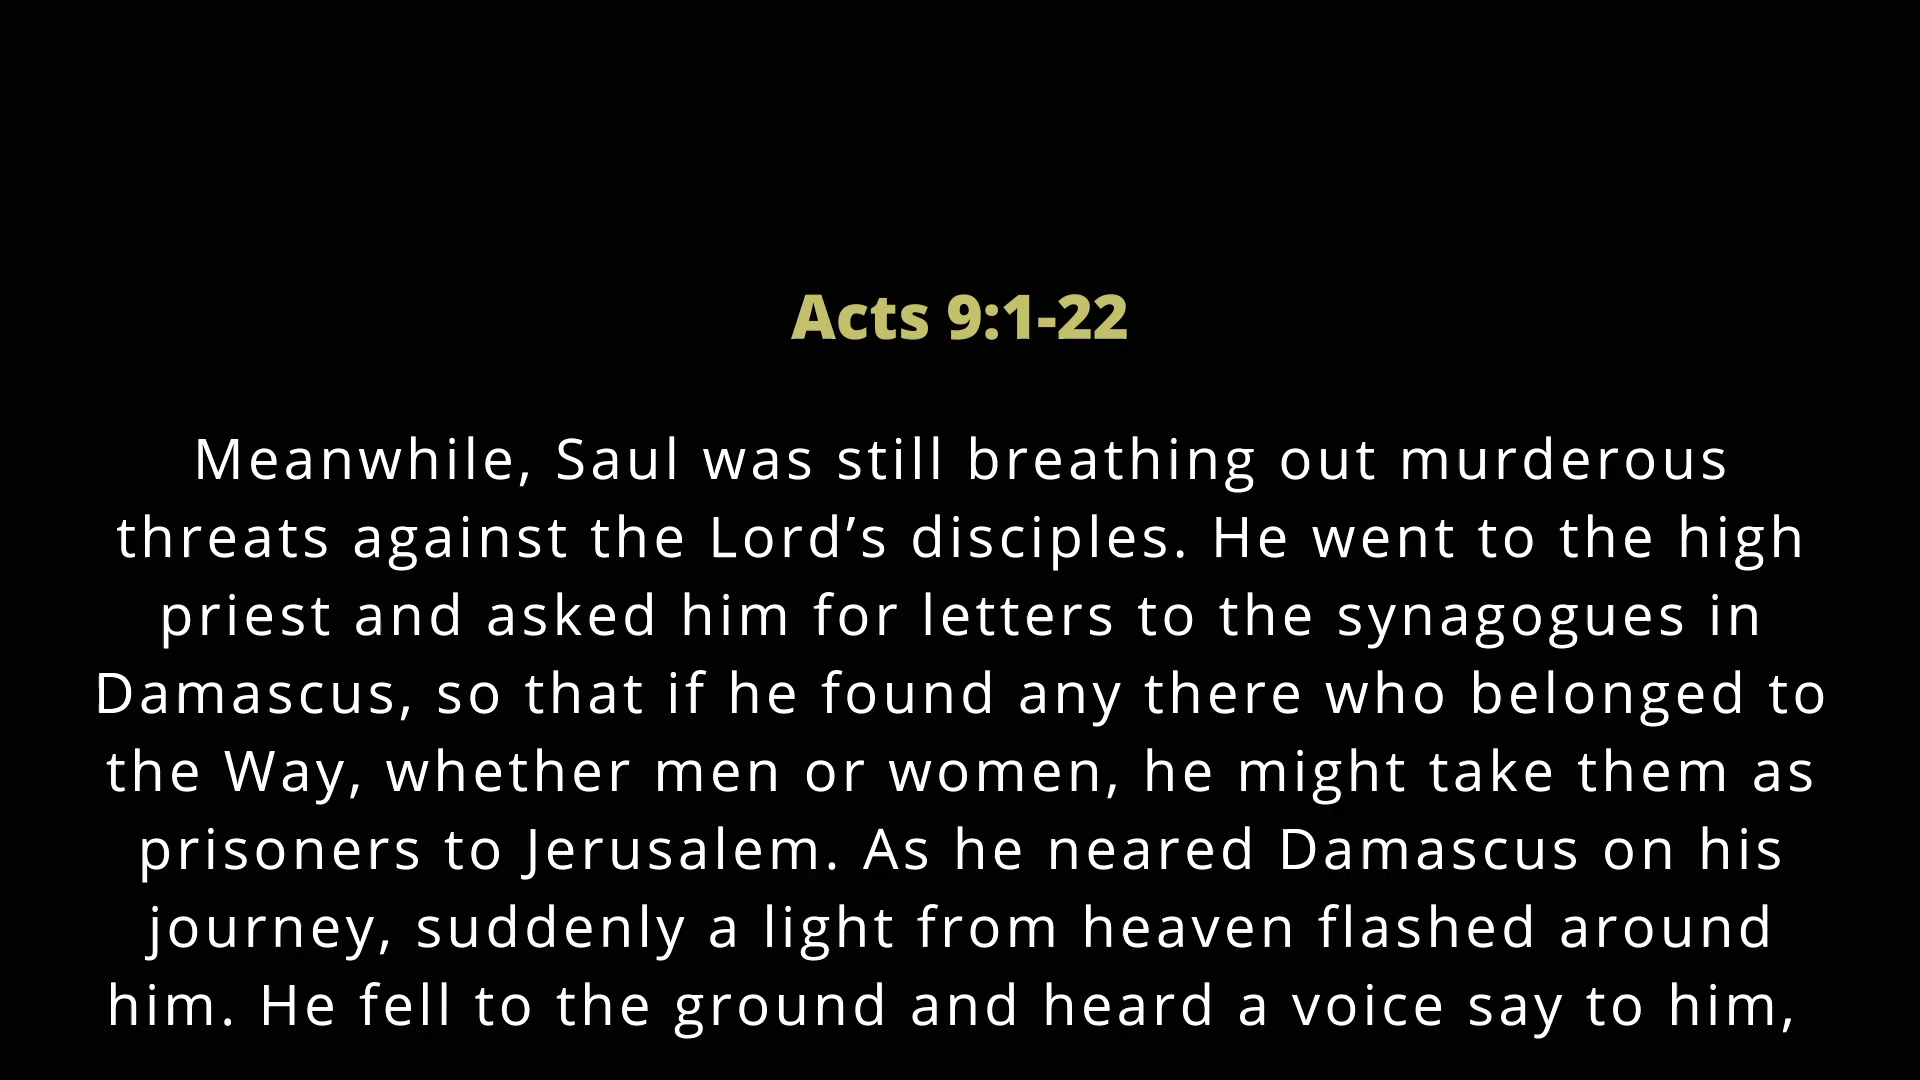 Acts 9:1-22
Meanwhile, Saul was still breathing out murderous
threats against the Lord’s disciples. He went to the high
priest and asked him for letters to the synagogues in
Damascus, so that if he found any there who belonged to
the Way, whether men or women, he might take them as
prisoners to Jerusalem. As he neared Damascus on his
journey, suddenly a light from heaven flashed around
him. He fell to the ground and heard a voice say to him,